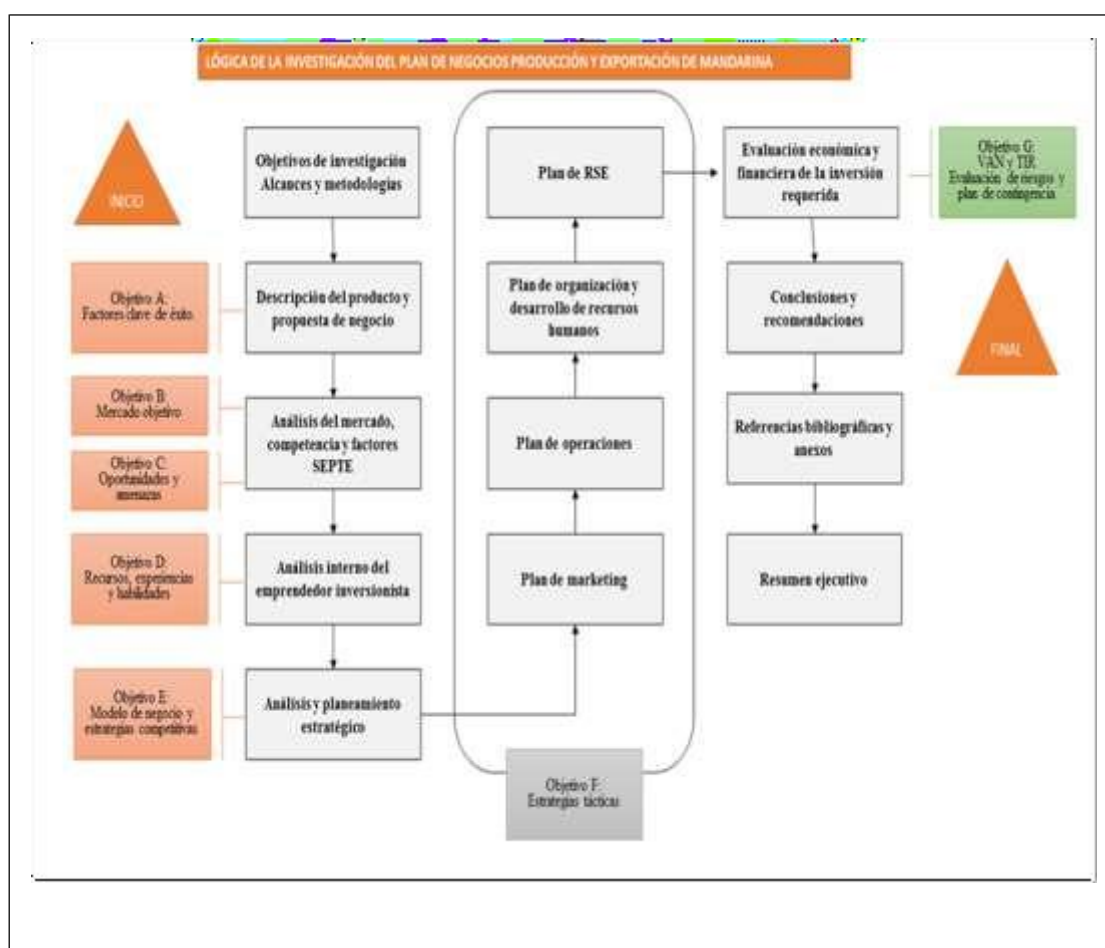 LÓGICA DE LA INVESTIGACIÓN DEL PLAN DE NEGOCIOS PRODUCCIÓN Y EXPORTACIÓN DE MANDARINA
INICIO
Objetivos de investigación
Alcances y metodologías
Objetivo A:
Factores clave de éxito.
Descripción del producto y
propuesta de negocio
Objetivo B:
Mercado objetivo
Objetivo C:
Oportunidades y
amenazas
Análisis del mercado,
competencia y factores
SEPTE
Objetivo D:
Recursos, experiencias
y habilidades
Análisis interno del
emprendedor inversionista
Objetivo E:
Modelo de negocio y
estrategias competitivas
Análisis y planeamiento
estratégico
Plan de RSE
Plan de organización y
desarrollo de recursos
humanos
Plan de operaciones
Plan de marketing
Objetivo F:
Estrategias tácticas
Evaluación económica y
financiera de la inversión
requerida
Objetivo G:
VAN y TIR
Evaluación de riesgos y
plan de contingencia
Conclusiones y
recomendaciones
FINAL
Referencias bibliográficas y
anexos
Resumen ejecutivo